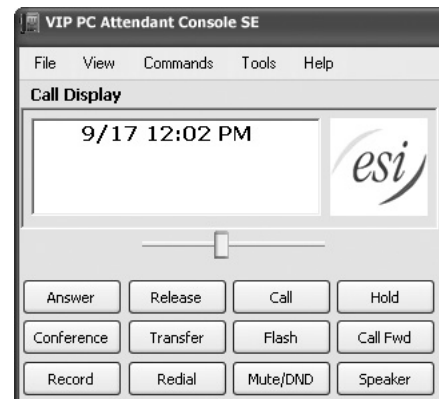 VIP PC Attendant Console SE
File View Commands Tools Help
Call Display
9/17 12:02 PM
esi
Answer Release Call Hold
Conference Transfer Flash Call Fwd
Record Redial Mute/DND Speaker